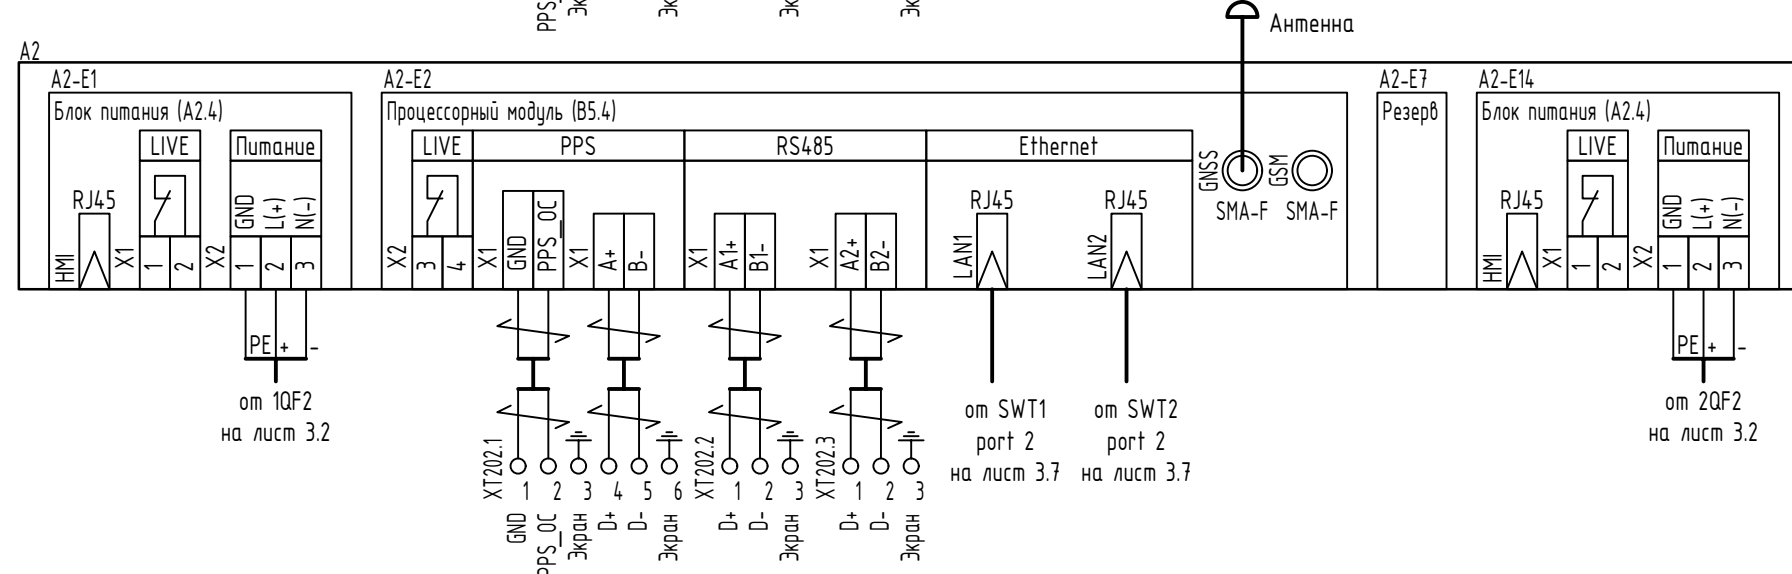 PPS_
Экран
Экран
Экран
Экран
Антенна
A2
A2-E1
A2-E2
A2-E7
A2-E14
Блок питания (A2.4)
Процессорный модуль (B5.4)
Резерв
Блок питания (A2.4)
LIVE
Питание
LIVE
PPS
RS485
Ethernet
LIVE
Питание
RJ45
HMI
X1
1
2
X2
GND
L(+)
N(-)
1
2
3
X2
3
4
X1
GND
PPS_OC
X1
A+
B-
X1
A1+
B1-
X1
A2+
B2-
RJ45
LAN1
RJ45
LAN2
GNSS
SMA-F
GSM
SMA-F
RJ45
HMI
X1
1
2
X2
GND
L(+)
N(-)
1
2
3
PE + -
от 1QF2
на лист 3.2
от SWT1
port 2
на лист 3.7
от SWT2
port 2
на лист 3.7
PE + -
от 2QF2
на лист 3.2
XT202.1
1 2 3 4 5 6
GND
PPS_OC
Экран
D+
D-
Экран
XT202.2
1 2 3
D+
D-
Экран
XT202.3
1 2 3
D+
D-
Экран